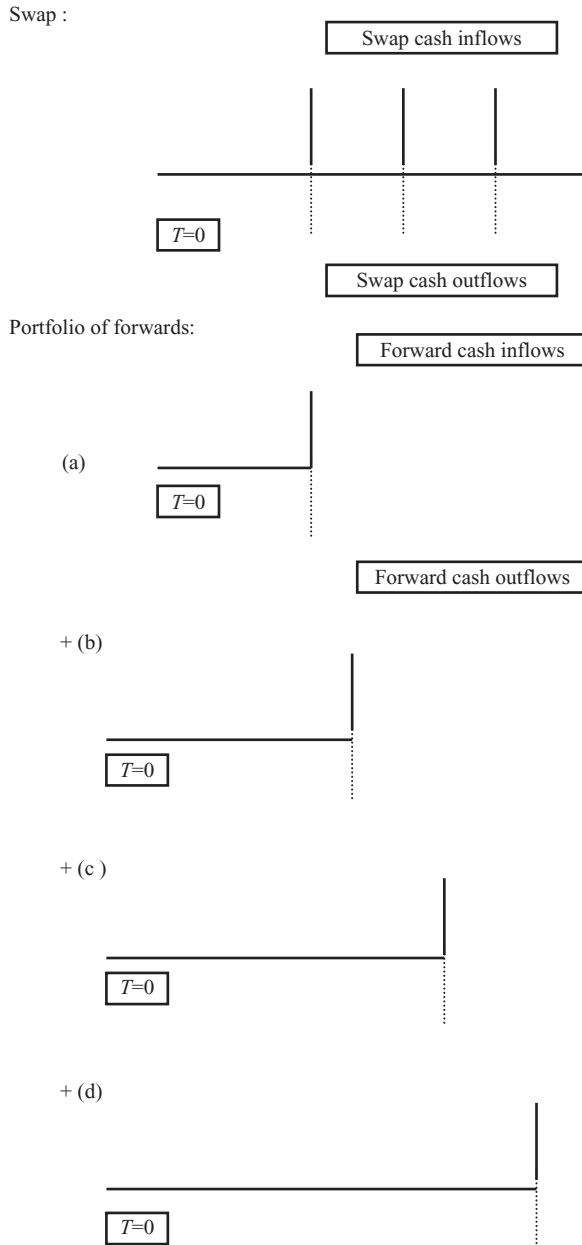 Swap :
Swap cash inflows
T=0
Swap cash outflows
Portfolio of forwards:
Forward cash inflows
(a)
T=0
Forward cash outflows
+ (b)
T=0
+ (c )
T=0
+ (d)
T=0